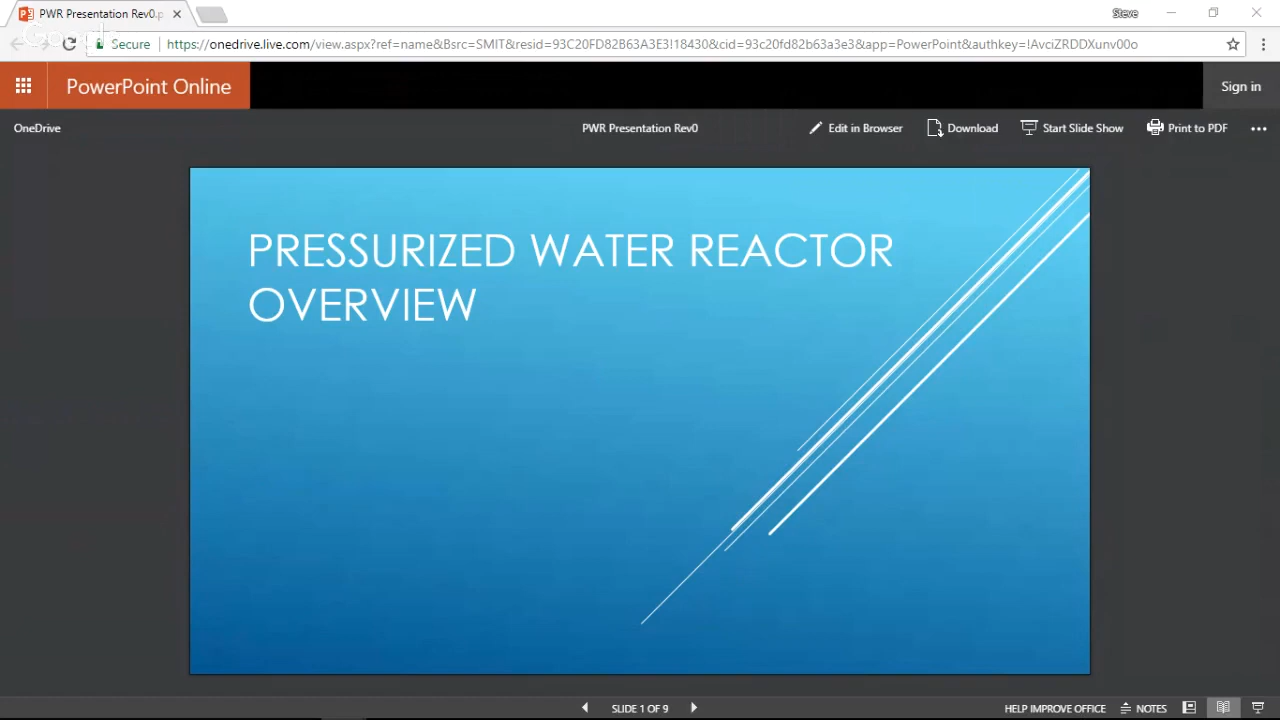 PWR Presentation Rev0.p
Steve
Google
Secure
https://onedrive.live.com/view.aspx?ref=name&Bsrc=SMIT&resid=93C20FD82B63A3E3!18430&cid=93c20fd82b63a3e3&app=PowerPoint&authkey=!AvciZRDDXunv00o
PowerPoint Online
Sign in
OneDrive
PWR Presentation Rev0
Edit in Browser
Download
Start Slide Show
Print to PDF
PRESSURIZED WATER REACTOR
OVERVIEW
SLIDE 1 OF 9
HELP IMPROVE OFFICE
NOTES